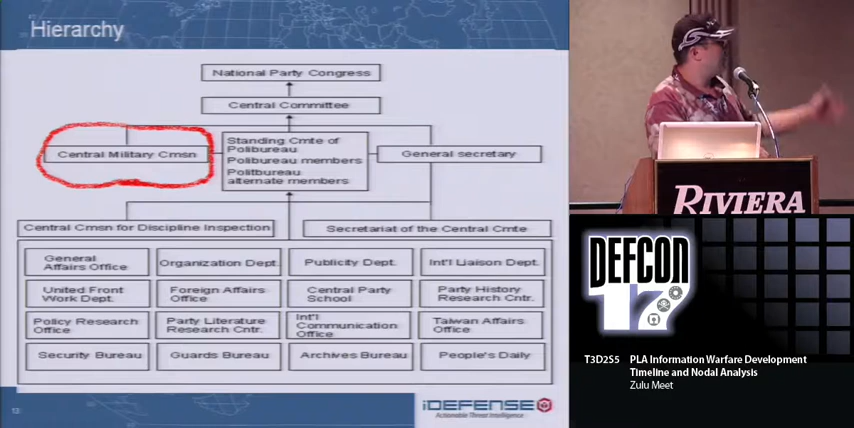 Hierarchy
National Party Congress
Central Committee
Central Military Cmsn
Standing Cmte of
Polibureau
Polibureau members
Politbureau
alternate members
General secretary
Central Cmsn for Discipline Inspection
Secretariat of the Central Cmte
General
Affairs Office
Organization Dept.
Publicity Dept.
Int'l Liaison Dept.
United Front
Work Dept.
Foreign Affairs
Office
Central Party
School
Party History
Research Cntr.
Policy Research
Office
Party Literature
Research Cntr.
Int'l
Communication
Office
Taiwan Affairs
Office
Security Bureau
Guards Bureau
Archives Bureau
People's Daily
13
iDEFENSE
Actionable Threat Intelligence
RIVIERA
DEFCON
17
T3D2S5 PLA Information Warfare Development
Timeline and Nodal Analysis
Zulu Meet